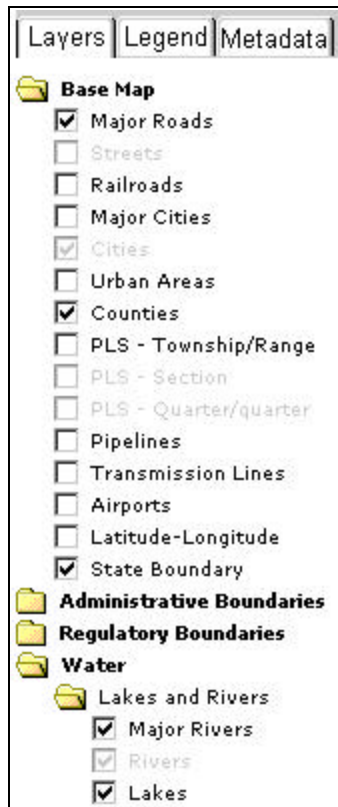 Layers Legend Metadata
Base Map
Major Roads
Streets
Railroads
Major Cities
Cities
Urban Areas
Counties
PLS - Township/Range
PLS - Section
PLS - Quarter/quarter
Pipelines
Transmission Lines
Airports
Latitude-Longitude
State Boundary
Administrative Boundaries
Regulatory Boundaries
Water
Lakes and Rivers
Major Rivers
Rivers
Lakes